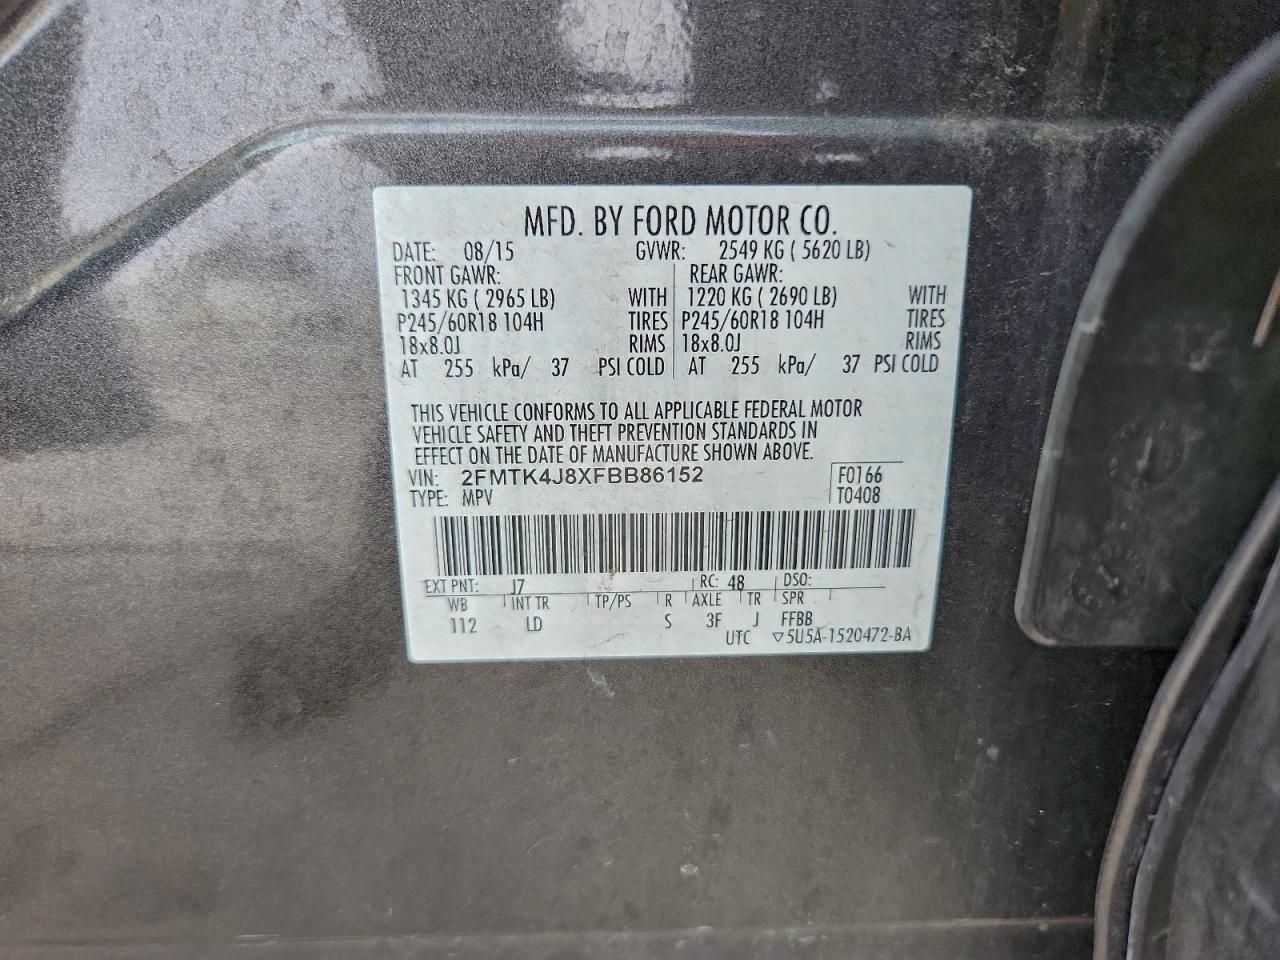 MFD. BY FORD MOTOR CO.
DATE: 08/15 GVWR: 2549 KG ( 5620 LB)
FRONT GAWR: REAR GAWR:
1345 KG ( 2965 LB) WITH 1220 KG ( 2690 LB) WITH
P245/60R18 104H TIRES P245/60R18 104H TIRES
18x8.0J RIMS 18x8.0J RIMS
AT 255 kPa/ 37 PSI COLD AT 255 kPa/ 37 PSI COLD
THIS VEHICLE CONFORMS TO ALL APPLICABLE FEDERAL MOTOR
VEHICLE SAFETY AND THEFT PREVENTION STANDARDS IN
EFFECT ON THE DATE OF MANUFACTURE SHOWN ABOVE.
VIN: 2FMTK4J8XFBB86152 F0166
TYPE: MPV T0408
EXT PNT: J7 RC: 48 DSO:
WB INT TR TP/PS R AXLE TR SPR
112 LD S 3F J FFBB
UTC ▽5U5A-1520472-BA